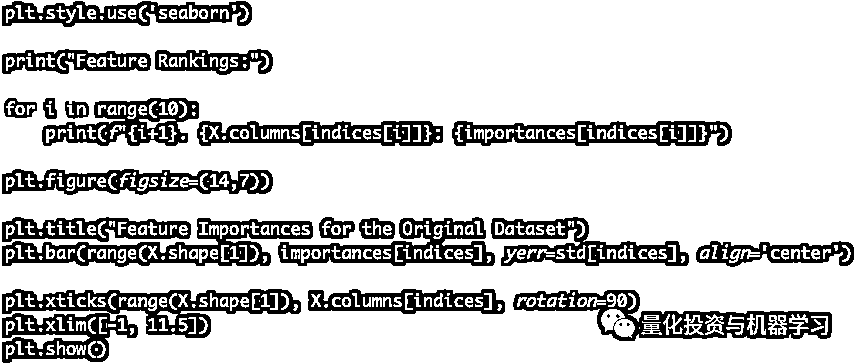 plt.style.use('seaborn')
print("Feature Rankings:")
for i in range(10):
    print(f"{i+1}. {X.columns[indices[i]]}: {importances[indices[i]]}")
plt.figure(figsize=(14,7))
plt.title("Feature Importances for the Original Dataset")
plt.bar(range(X.shape[1]), importances[indices], yerr=std[indices], align='center')
plt.xticks(range(X.shape[1]), X.columns[indices], rotation=90)
plt.xlim([-1, 11.5])
量化投资与机器学习
plt.show()